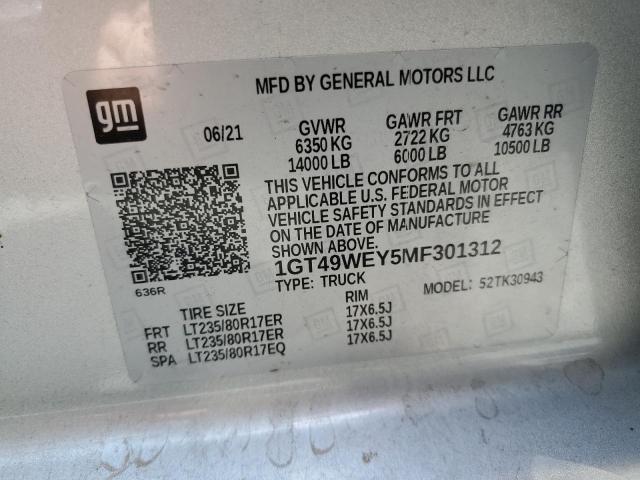 MFD BY GENERAL MOTORS LLC
gm
06/21
GVWR
6350 KG
14000 LB
GAWR FRT
2722 KG
6000 LB
GAWR RR
4763 KG
10500 LB
THIS VEHICLE CONFORMS TO ALL
APPLICABLE U.S. FEDERAL MOTOR
VEHICLE SAFETY STANDARDS IN EFFECT
ON THE DATE OF MANUFACTURE
SHOWN ABOVE.
1GT49WEY5MF301312
TYPE: TRUCK
MODEL: 52TK30943
636R
TIRE SIZE
RIM
FRT LT235/80R17ER 17X6.5J
RR LT235/80R17ER 17X6.5J
SPA LT235/80R17EQ 17X6.5J